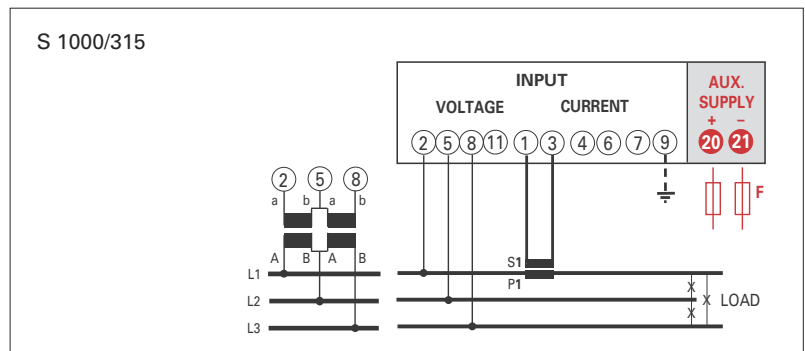 S 1000/315
INPUT
VOLTAGE CURRENT
AUX.
SUPPLY
+ −
2 5 8 11 1 3 4 6 7 9 20 21
F
2 5 8
a b a b
A B A B
S1
P1
L1
L2
L3
X
X
X
LOAD